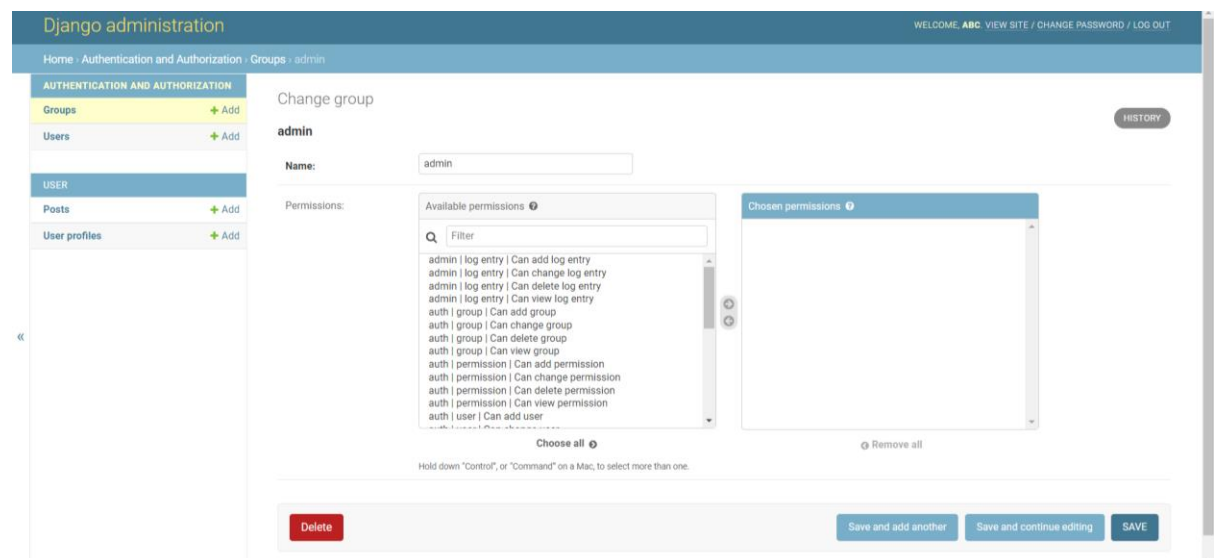 Django administration
WELCOME, ABC. VIEW SITE / CHANGE PASSWORD / LOG OUT
Home › Authentication and Authorization › Groups › admin
AUTHENTICATION AND AUTHORIZATION
Groups + Add
Users + Add
USER
Posts + Add
User profiles + Add
«
Change group
HISTORY
admin
Name: admin
Permissions:
Available permissions ?
Filter
admin | log entry | Can add log entry
admin | log entry | Can change log entry
admin | log entry | Can delete log entry
admin | log entry | Can view log entry
auth | group | Can add group
auth | group | Can change group
auth | group | Can delete group
auth | group | Can view group
auth | permission | Can add permission
auth | permission | Can change permission
auth | permission | Can delete permission
auth | permission | Can view permission
auth | user | Can add user
Choose all
Chosen permissions ?
Remove all
Hold down "Control", or "Command" on a Mac, to select more than one.
Delete
Save and add another
Save and continue editing
SAVE